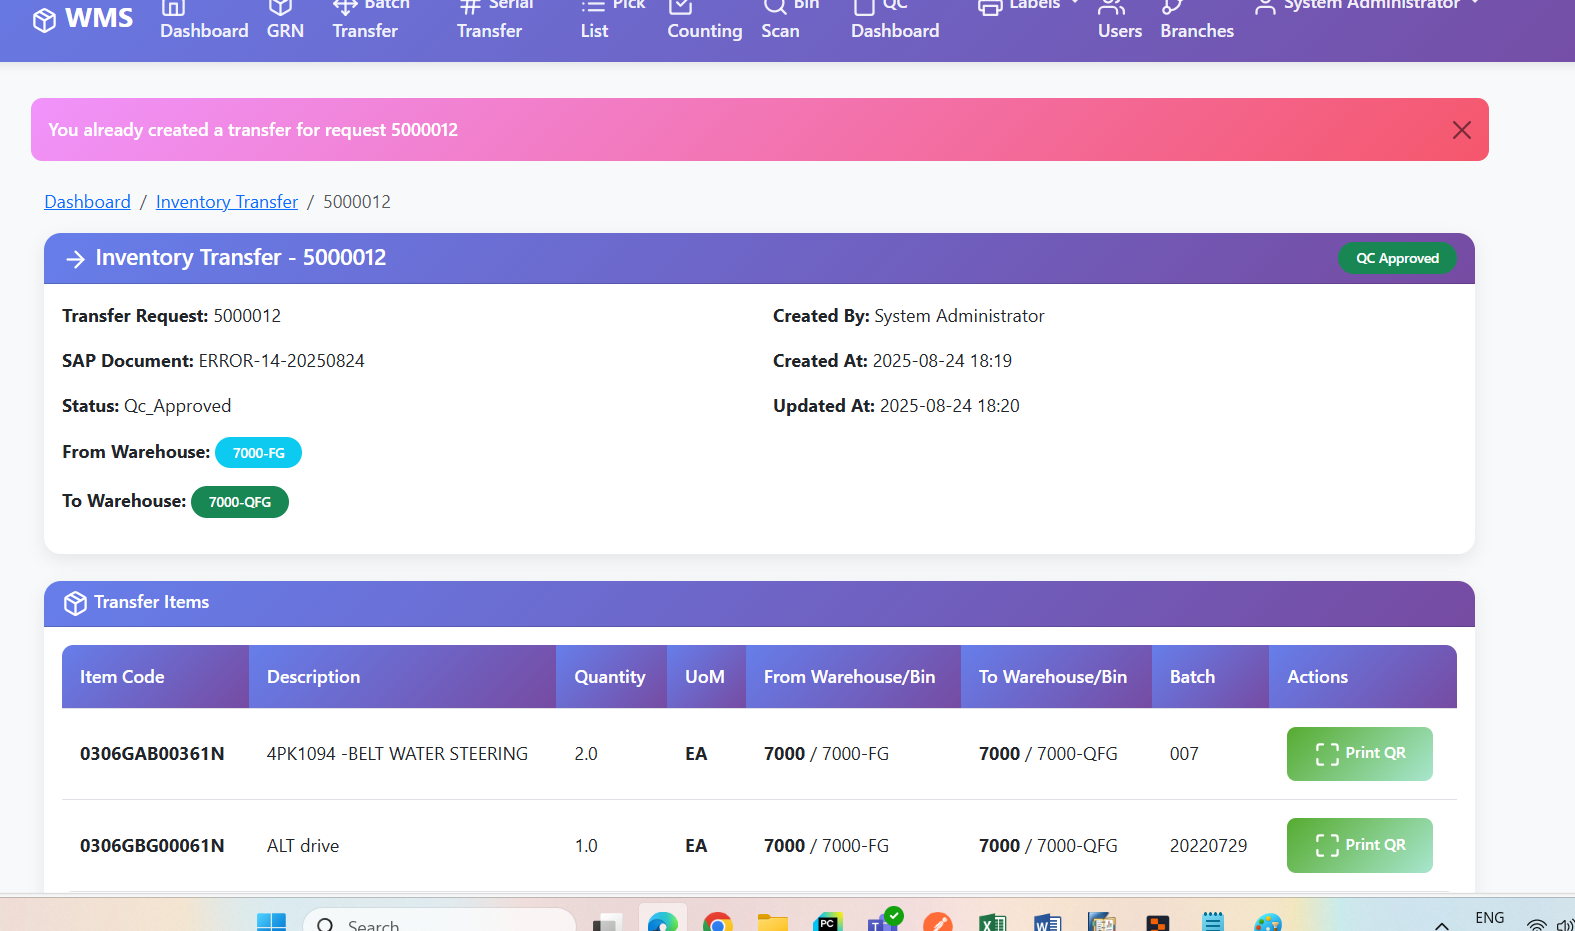 WMS
Dashboard
GRN
Batch Transfer
Serial Transfer
Pick List
Counting
Bin Scan
QC Dashboard
Labels
Users
Branches
System Administrator
You already created a transfer for request 5000012
Dashboard / Inventory Transfer / 5000012
Inventory Transfer - 5000012
QC Approved
Transfer Request: 5000012
SAP Document: ERROR-14-20250824
Status: Qc_Approved
From Warehouse: 7000-FG
To Warehouse: 7000-QFG
Created By: System Administrator
Created At: 2025-08-24 18:19
Updated At: 2025-08-24 18:20
Transfer Items
Item Code Description Quantity UoM From Warehouse/Bin To Warehouse/Bin Batch Actions
0306GAB00361N 4PK1094 -BELT WATER STEERING 2.0 EA 7000 / 7000-FG 7000 / 7000-QFG 007 Print QR
0306GBG00061N ALT drive 1.0 EA 7000 / 7000-FG 7000 / 7000-QFG 20220729 Print QR
Search
PC
ENG